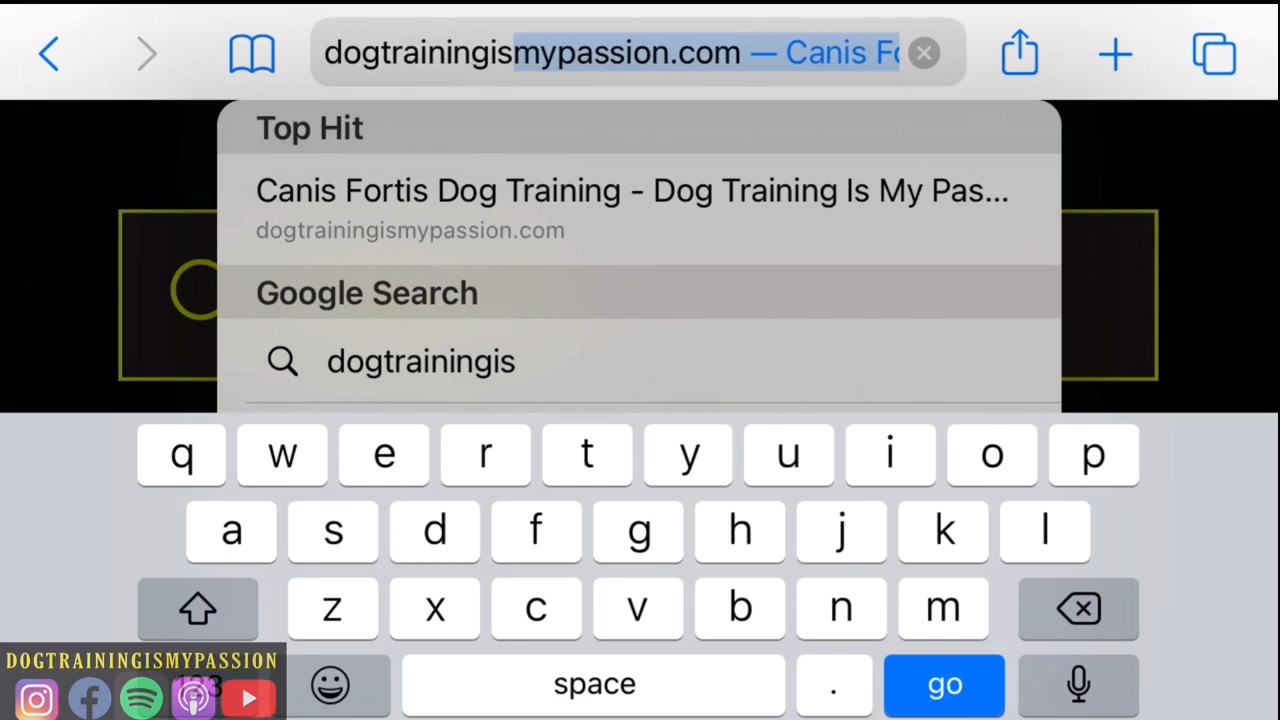 dogtrainingismypassion.com — Canis Fo
Top Hit
Canis Fortis Dog Training - Dog Training Is My Pas...
dogtrainingismypassion.com
Google Search
dogtrainingis
q w e r t y u i o p
a s d f g h j k l
z x c v b n m
DOGTRAININGISMYPASSION
123 space . go